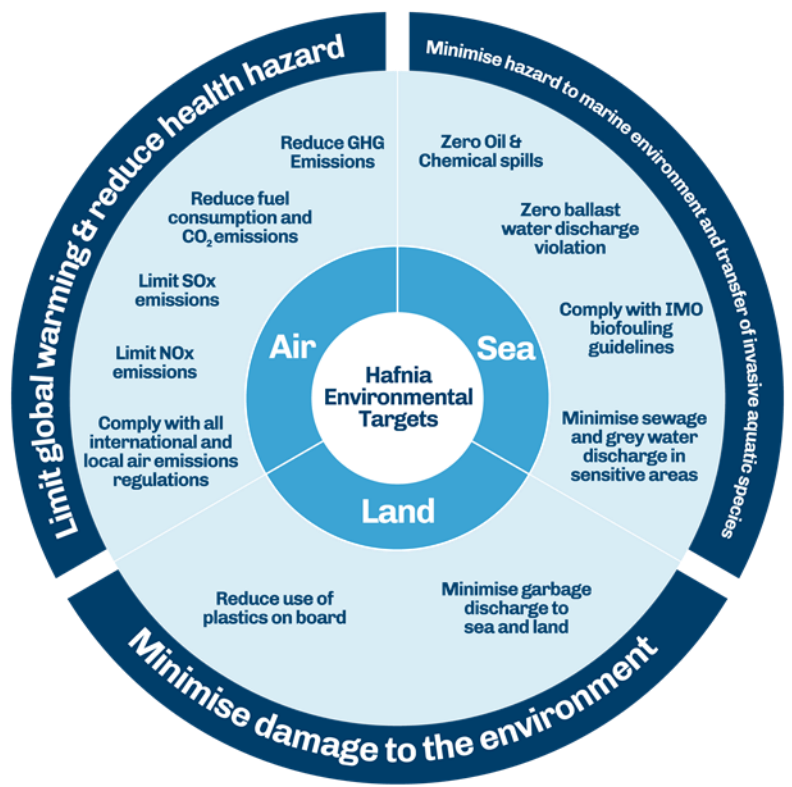 Limit global warming & reduce health hazard
Minimise hazard to marine environment and transfer of invasive aquatic species
Reduce GHG
Emissions
Reduce fuel
consumption and
CO₂ emissions
Limit SOx
emissions
Limit NOx
emissions
Comply with all
international and
local air emissions
regulations
Zero Oil &
Chemical spills
Zero ballast
water discharge
violation
Comply with IMO
biofouling
guidelines
Minimise sewage
and grey water
discharge in
sensitive areas
Air
Sea
Hafnia
Environmental
Targets
Land
Reduce use of
plastics on board
Minimise garbage
discharge to
sea and land
Minimise damage to the environment